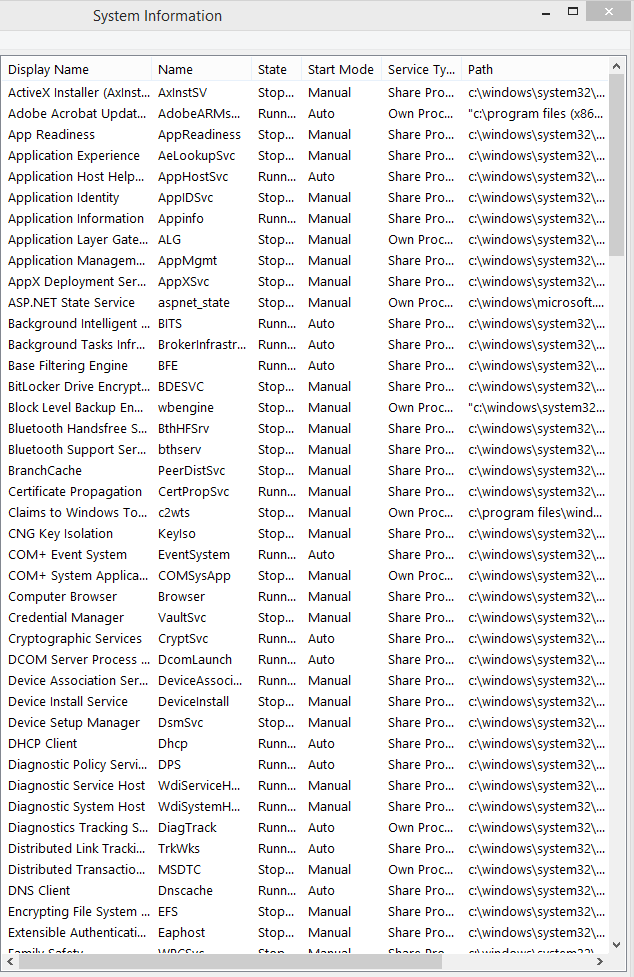 System Information
Display Name Name State Start Mode Service Ty... Path
ActiveX Installer (AxInst... AxInstSV Stop... Manual Share Pro... c:\windows\system32\...
Adobe Acrobat Updat... AdobeARMs... Runn... Auto Own Proc... "c:\program files (x86...
App Readiness AppReadiness Stop... Manual Share Pro... c:\windows\system32\...
Application Experience AeLookupSvc Stop... Manual Share Pro... c:\windows\system32\...
Application Host Help... AppHostSvc Runn... Auto Share Pro... c:\windows\system32\...
Application Identity AppIDSvc Stop... Manual Share Pro... c:\windows\system32\...
Application Information Appinfo Runn... Manual Share Pro... c:\windows\system32\...
Application Layer Gate... ALG Stop... Manual Own Proc... c:\windows\system32\...
Application Managem... AppMgmt Stop... Manual Share Pro... c:\windows\system32\...
AppX Deployment Ser... AppXSvc Stop... Manual Share Pro... c:\windows\system32\...
ASP.NET State Service aspnet_state Stop... Manual Own Proc... c:\windows\microsoft....
Background Intelligent ... BITS Runn... Auto Share Pro... c:\windows\system32\...
Background Tasks Infr... BrokerInfrastr... Runn... Auto Share Pro... c:\windows\system32\...
Base Filtering Engine BFE Runn... Auto Share Pro... c:\windows\system32\...
BitLocker Drive Encrypt... BDESVC Stop... Manual Share Pro... c:\windows\system32\...
Block Level Backup En... wbengine Stop... Manual Own Proc... "c:\windows\system32...
Bluetooth Handsfree S... BthHFSrv Stop... Manual Share Pro... c:\windows\system32\...
Bluetooth Support Ser... bthserv Stop... Manual Share Pro... c:\windows\system32\...
BranchCache PeerDistSvc Stop... Manual Share Pro... c:\windows\system32\...
Certificate Propagation CertPropSvc Runn... Manual Share Pro... c:\windows\system32\...
Claims to Windows To... c2wts Stop... Manual Own Proc... c:\program files\wind...
CNG Key Isolation KeyIso Stop... Manual Share Pro... c:\windows\system32\...
COM+ Event System EventSystem Runn... Auto Share Pro... c:\windows\system32\...
COM+ System Applica... COMSysApp Stop... Manual Own Proc... c:\windows\system32\...
Computer Browser Browser Runn... Manual Share Pro... c:\windows\system32\...
Credential Manager VaultSvc Stop... Manual Share Pro... c:\windows\system32\...
Cryptographic Services CryptSvc Runn... Auto Share Pro... c:\windows\system32\...
DCOM Server Process ... DcomLaunch Runn... Auto Share Pro... c:\windows\system32\...
Device Association Ser... DeviceAssoci... Runn... Manual Share Pro... c:\windows\system32\...
Device Install Service DeviceInstall Stop... Manual Share Pro... c:\windows\system32\...
Device Setup Manager DsmSvc Stop... Manual Share Pro... c:\windows\system32\...
DHCP Client Dhcp Runn... Auto Share Pro... c:\windows\system32\...
Diagnostic Policy Servi... DPS Runn... Auto Share Pro... c:\windows\system32\...
Diagnostic Service Host WdiServiceH... Runn... Manual Share Pro... c:\windows\system32\...
Diagnostic System Host WdiSystemH... Runn... Manual Share Pro... c:\windows\system32\...
Diagnostics Tracking S... DiagTrack Runn... Auto Own Proc... c:\windows\system32\...
Distributed Link Tracki... TrkWks Runn... Auto Share Pro... c:\windows\system32\...
Distributed Transactio... MSDTC Stop... Manual Own Proc... c:\windows\system32\...
DNS Client Dnscache Runn... Auto Share Pro... c:\windows\system32\...
Encrypting File System ... EFS Stop... Manual Share Pro... c:\windows\system32\...
Extensible Authenticati... Eaphost Stop... Manual Share Pro... c:\windows\system32\...
Family Safety WPCSvc Stop... Manual Share Pro... c:\windows\system32\...